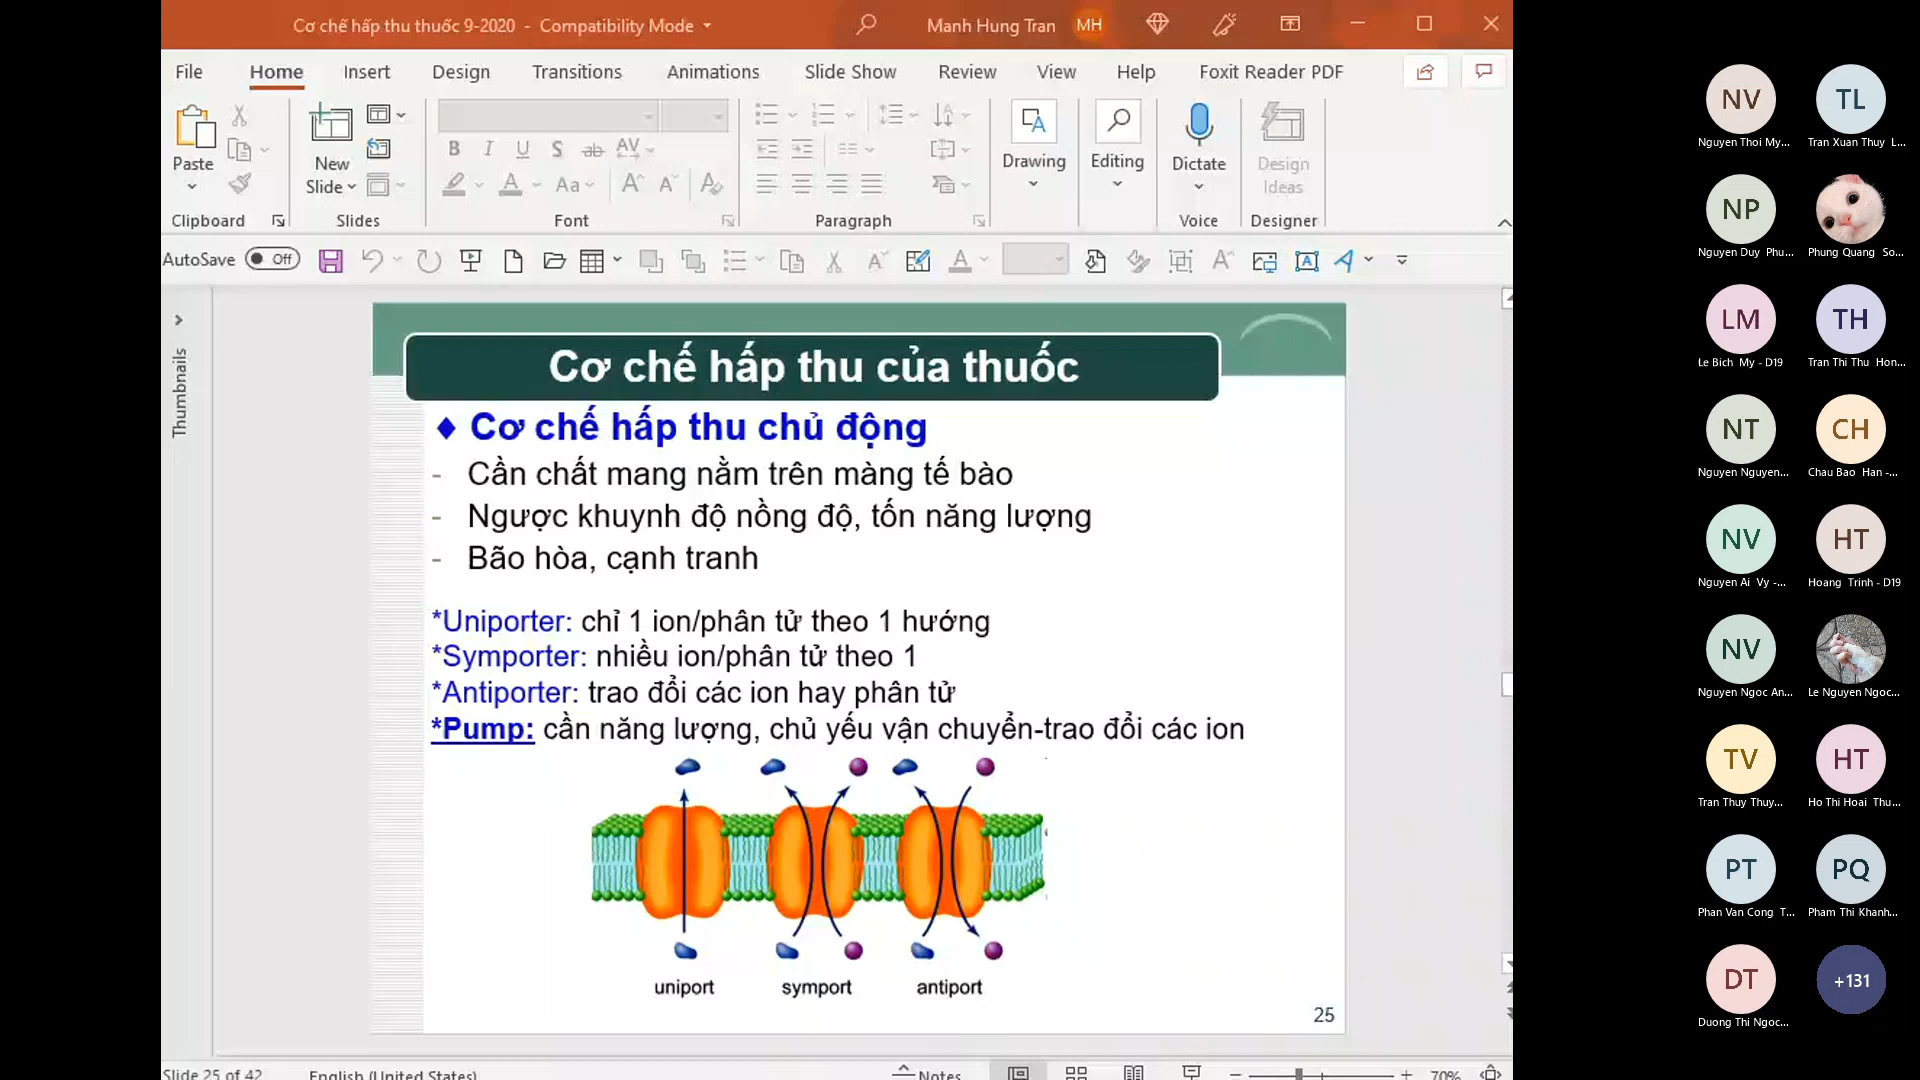 Cơ chế hấp thu thuốc 9-2020 - Compatibility Mode
Manh Hung Tran
MH
File Home Insert Design Transitions Animations Slide Show Review View Help Foxit Reader PDF
Paste
New Slide
Drawing
Editing
Dictate
Design Ideas
Clipboard Slides Font Paragraph Voice Designer
AutoSave Off
Thumbnails
Cơ chế hấp thu của thuốc
♦ Cơ chế hấp thu chủ động
- Cần chất mang nằm trên màng tế bào
- Ngược khuynh độ nồng độ, tốn năng lượng
- Bão hòa, cạnh tranh
*Uniporter: chỉ 1 ion/phân tử theo 1 hướng
*Symporter: nhiều ion/phân tử theo 1
*Antiporter: trao đổi các ion hay phân tử
*Pump: cần năng lượng, chủ yếu vận chuyển-trao đổi các ion
uniport symport antiport
25
Slide 25 of 42 English (United States) Notes 70%
NV TL
Nguyen Thoi My... Tran Xuan Thuy L...
NP
Nguyen Duy Phu... Phung Quang So...
LM TH
Le Bich My - D19 Tran Thi Thu Hon...
NT CH
Nguyen Nguyen... Chau Bao Han -...
NV HT
Nguyen Ai Vy -... Hoang Trinh - D19
NV
Nguyen Ngoc An... Le Nguyen Ngoc...
TV HT
Tran Thuy Thuy... Ho Thi Hoai Thu...
PT PQ
Phan Van Cong T... Pham Thi Khanh...
DT +131
Duong Thi Ngoc...